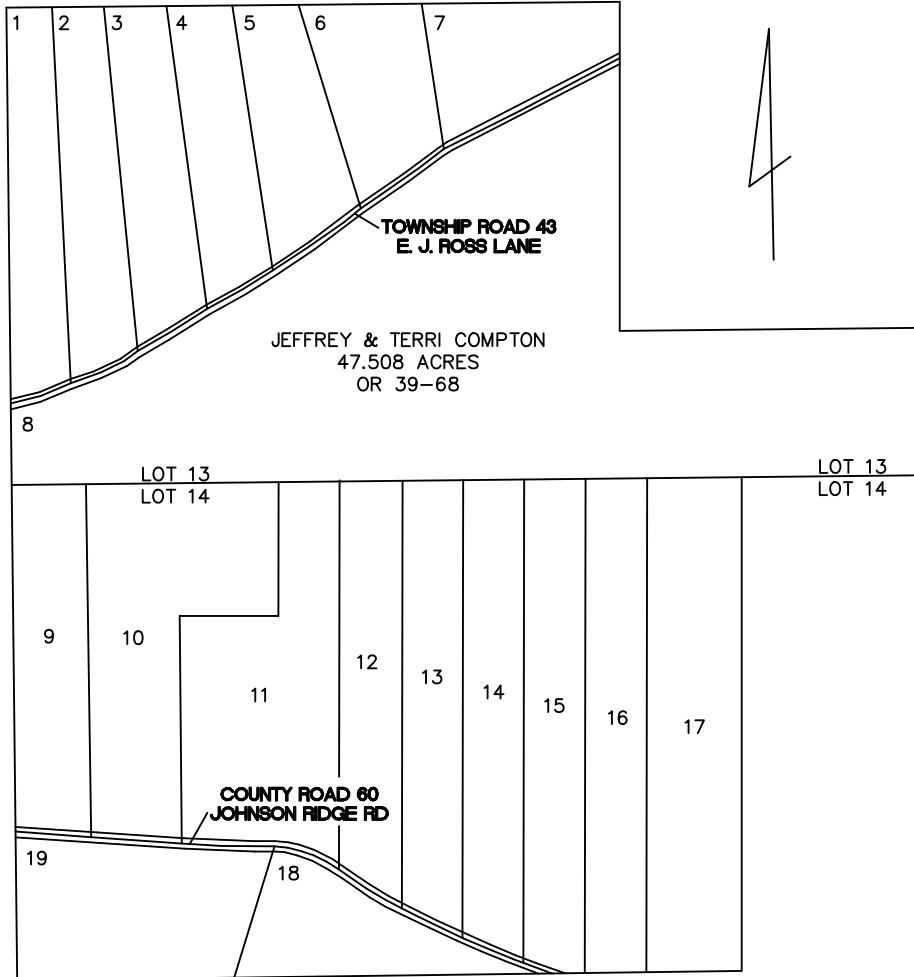 1
2
3
4
5
6
7
TOWNSHIP ROAD 43
E. J. ROSS LANE
JEFFREY & TERRI COMPTON
47.508 ACRES
OR 39-68
8
LOT 13
LOT 14
LOT 13
LOT 14
9
10
11
12
13
14
15
16
17
COUNTY ROAD 60
JOHNSON RIDGE RD
18
19